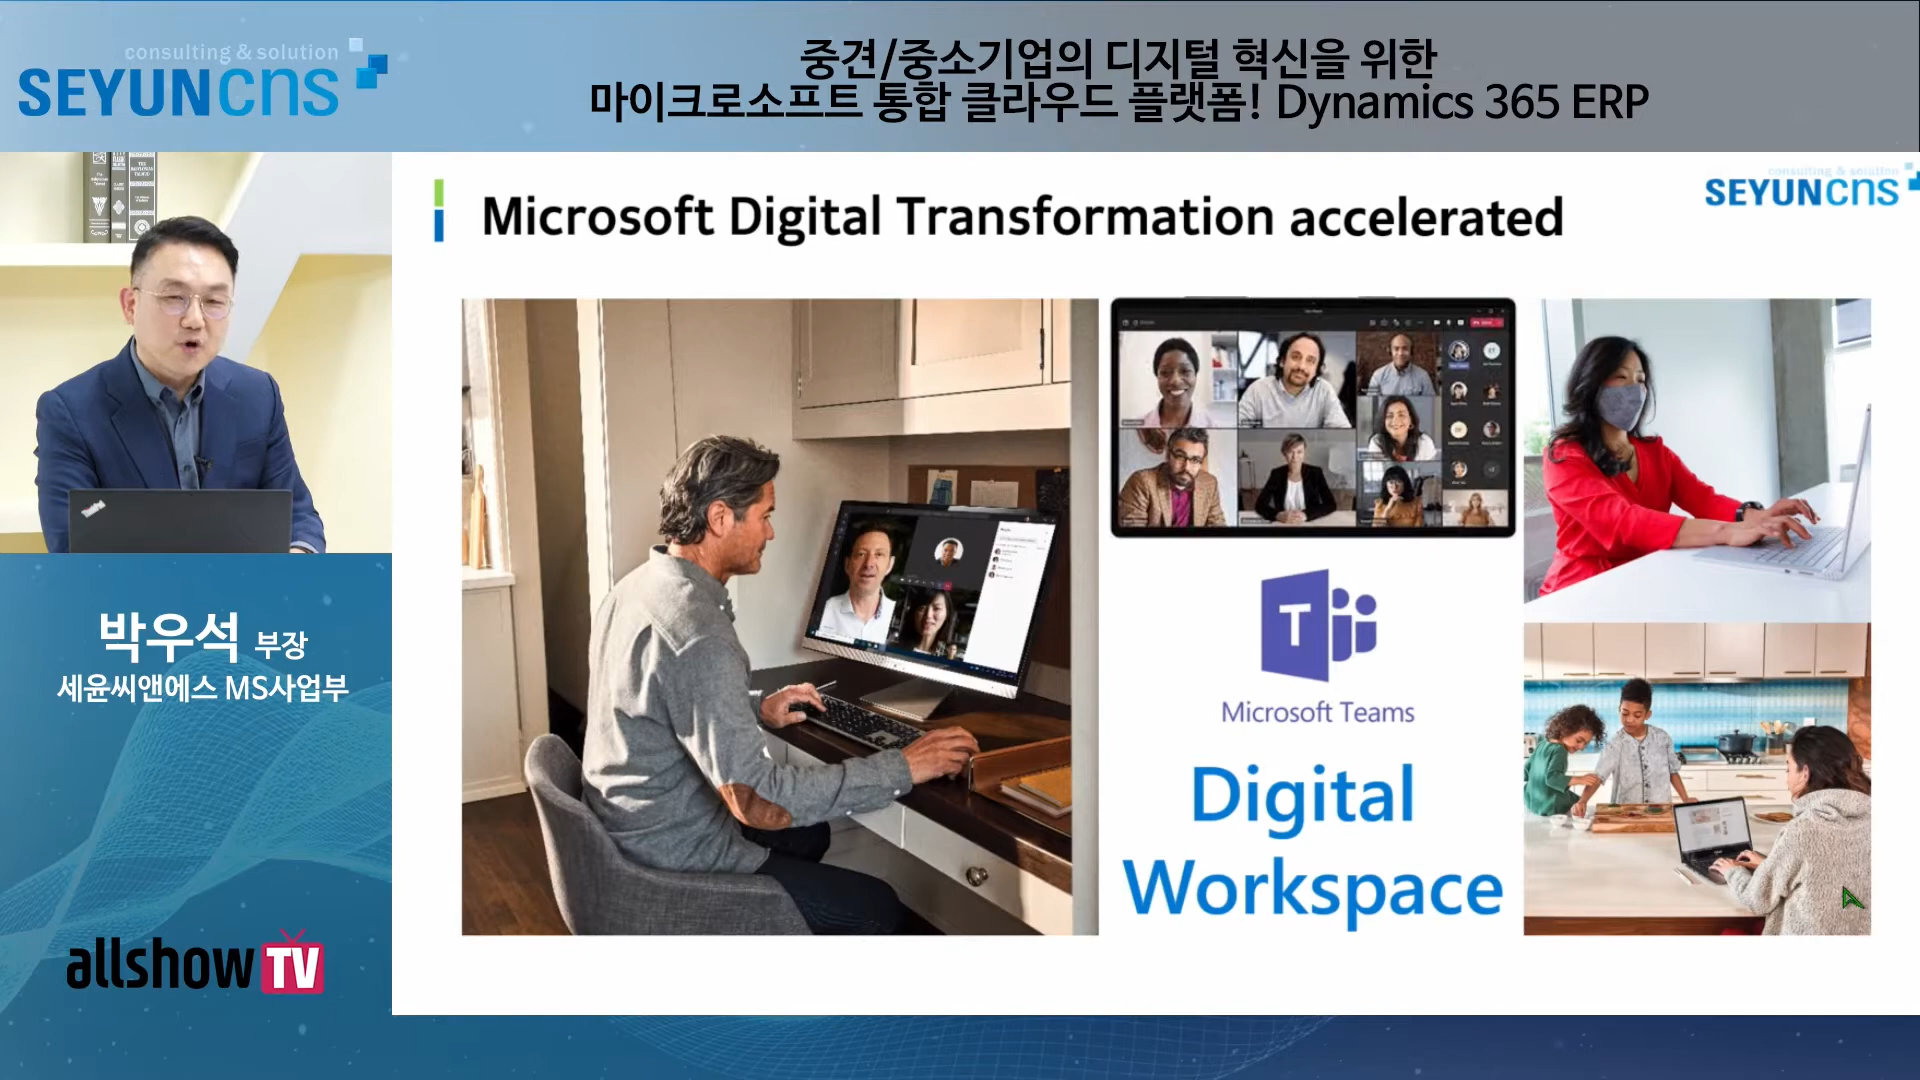 consulting & solution
SEYUNCNS
중견/중소기업의 디지털 혁신을 위한
마이크로소프트 통합 클라우드 플랫폼! Dynamics 365 ERP
consulting & solution
SEYUNCNS
Microsoft Digital Transformation accelerated
T
Microsoft Teams
Digital
Workspace
박우석 부장
세윤씨앤에스 MS사업부
allshow TV